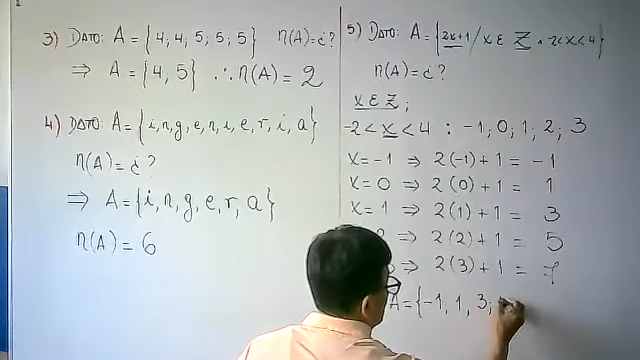 3) DATO: A = {4, 4, 5, 5, 5} η(A) = ¿?
⇒ A = {4, 5} ∴ η(A) = 2
4) DATO: A = {i, n, g, e, n, i, e, r, i, a}
η(A) = ¿?
⇒ A = {i, n, g, e, r, a}
η(A) = 6
5) DATO: A = {2x+1 / x ∈ Z ∧ -2 < x < 4}
η(A) = ¿?
x ∈ Z ;
-2 < x < 4 : -1, 0, 1, 2, 3
x = -1 ⇒ 2(-1) + 1 = -1
x = 0 ⇒ 2(0) + 1 = 1
x = 1 ⇒ 2(1) + 1 = 3
2 ⇒ 2(2) + 1 = 5
3 ⇒ 2(3) + 1 = 7
A = {-1, 1, 3;